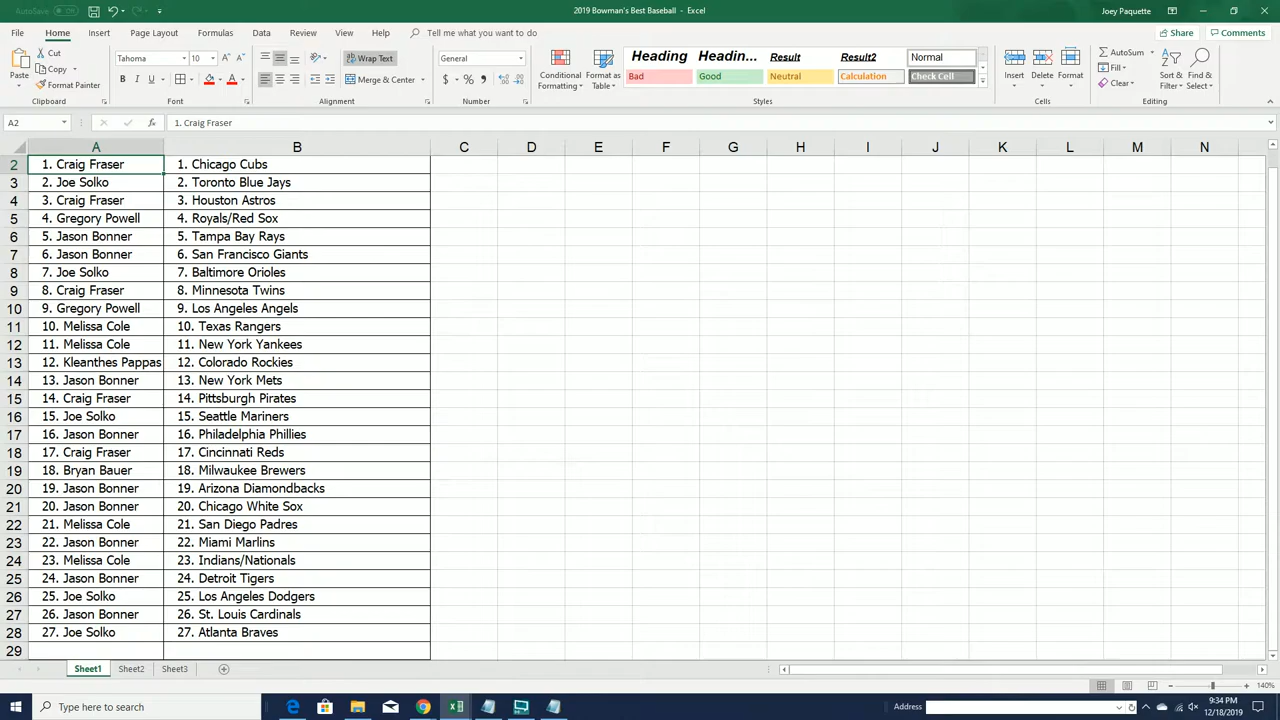 AutoSave Off 2019 Bowman's Best Baseball - Excel Joey Paquette
File Home Insert Page Layout Formulas Data Review View Help Tell me what you want to do Share Comments
Paste Cut Copy Format Painter
Tahoma 10 B I U
Wrap Text Merge & Center
General $ % ,
Conditional Formatting Format as Table
Heading Headin... Result Result2 Normal
Bad Good Neutral Calculation Check Cell
Insert Delete Format
AutoSum Fill Clear Sort & Filter Find & Select
Clipboard Font Alignment Number Styles Cells Editing
A2 fx 1. Craig Fraser
A B C D E F G H I J K L M N
2 1. Craig Fraser 1. Chicago Cubs
3 2. Joe Solko 2. Toronto Blue Jays
4 3. Craig Fraser 3. Houston Astros
5 4. Gregory Powell 4. Royals/Red Sox
6 5. Jason Bonner 5. Tampa Bay Rays
7 6. Jason Bonner 6. San Francisco Giants
8 7. Joe Solko 7. Baltimore Orioles
9 8. Craig Fraser 8. Minnesota Twins
10 9. Gregory Powell 9. Los Angeles Angels
11 10. Melissa Cole 10. Texas Rangers
12 11. Melissa Cole 11. New York Yankees
13 12. Kleanthes Pappas 12. Colorado Rockies
14 13. Jason Bonner 13. New York Mets
15 14. Craig Fraser 14. Pittsburgh Pirates
16 15. Joe Solko 15. Seattle Mariners
17 16. Jason Bonner 16. Philadelphia Phillies
18 17. Craig Fraser 17. Cincinnati Reds
19 18. Bryan Bauer 18. Milwaukee Brewers
20 19. Jason Bonner 19. Arizona Diamondbacks
21 20. Jason Bonner 20. Chicago White Sox
22 21. Melissa Cole 21. San Diego Padres
23 22. Jason Bonner 22. Miami Marlins
24 23. Melissa Cole 23. Indians/Nationals
25 24. Jason Bonner 24. Detroit Tigers
26 25. Joe Solko 25. Los Angeles Dodgers
27 26. Jason Bonner 26. St. Louis Cardinals
28 27. Joe Solko 27. Atlanta Braves
29
Sheet1 Sheet2 Sheet3
140%
Type here to search Address 9:34 PM
12/18/2019